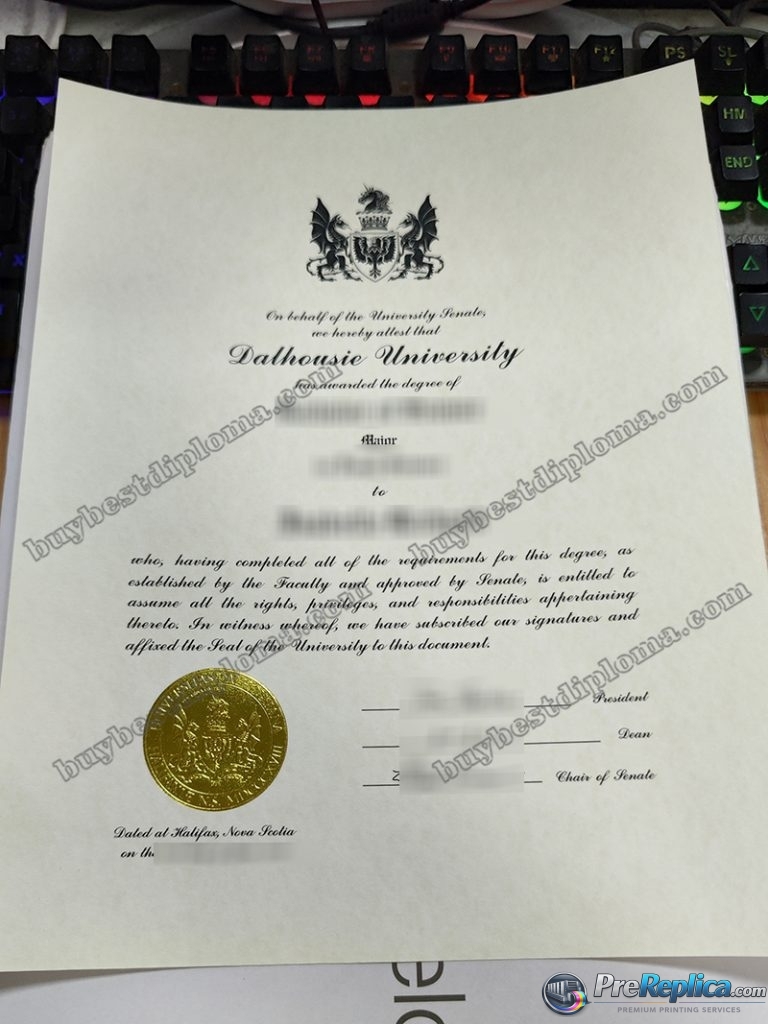 PS
SL
HM
END
On behalf of the University Senate,
we hereby attest that
Dalhousie University
has awarded the degree of
Major
to
who, having completed all of the requirements for this degree, as
established by the Faculty and approved by Senate, is entitled to
assume all the rights, privileges, and responsibilities appertaining
thereto. In witness whereof, we have subscribed our signatures and
affixed the Seal of the University to this document.
President
Dean
Chair of Senate
Dated at Halifax, Nova Scotia
on the
buybestdiploma.com
buybestdiploma.com
buybestdiploma.com
buybestdiploma.com
PreReplica.com
PREMIUM PRINTING SERVICES